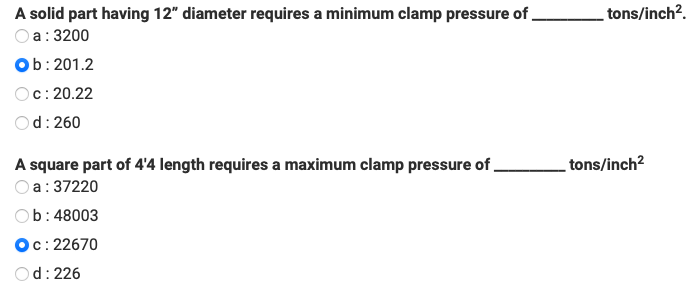 A solid part having 12” diameter requires a minimum clamp pressure of ________ tons/inch².
a : 3200
b : 201.2
c : 20.22
d : 260
A square part of 4'4 length requires a maximum clamp pressure of ________ tons/inch²
a : 37220
b : 48003
c : 22670
d : 226